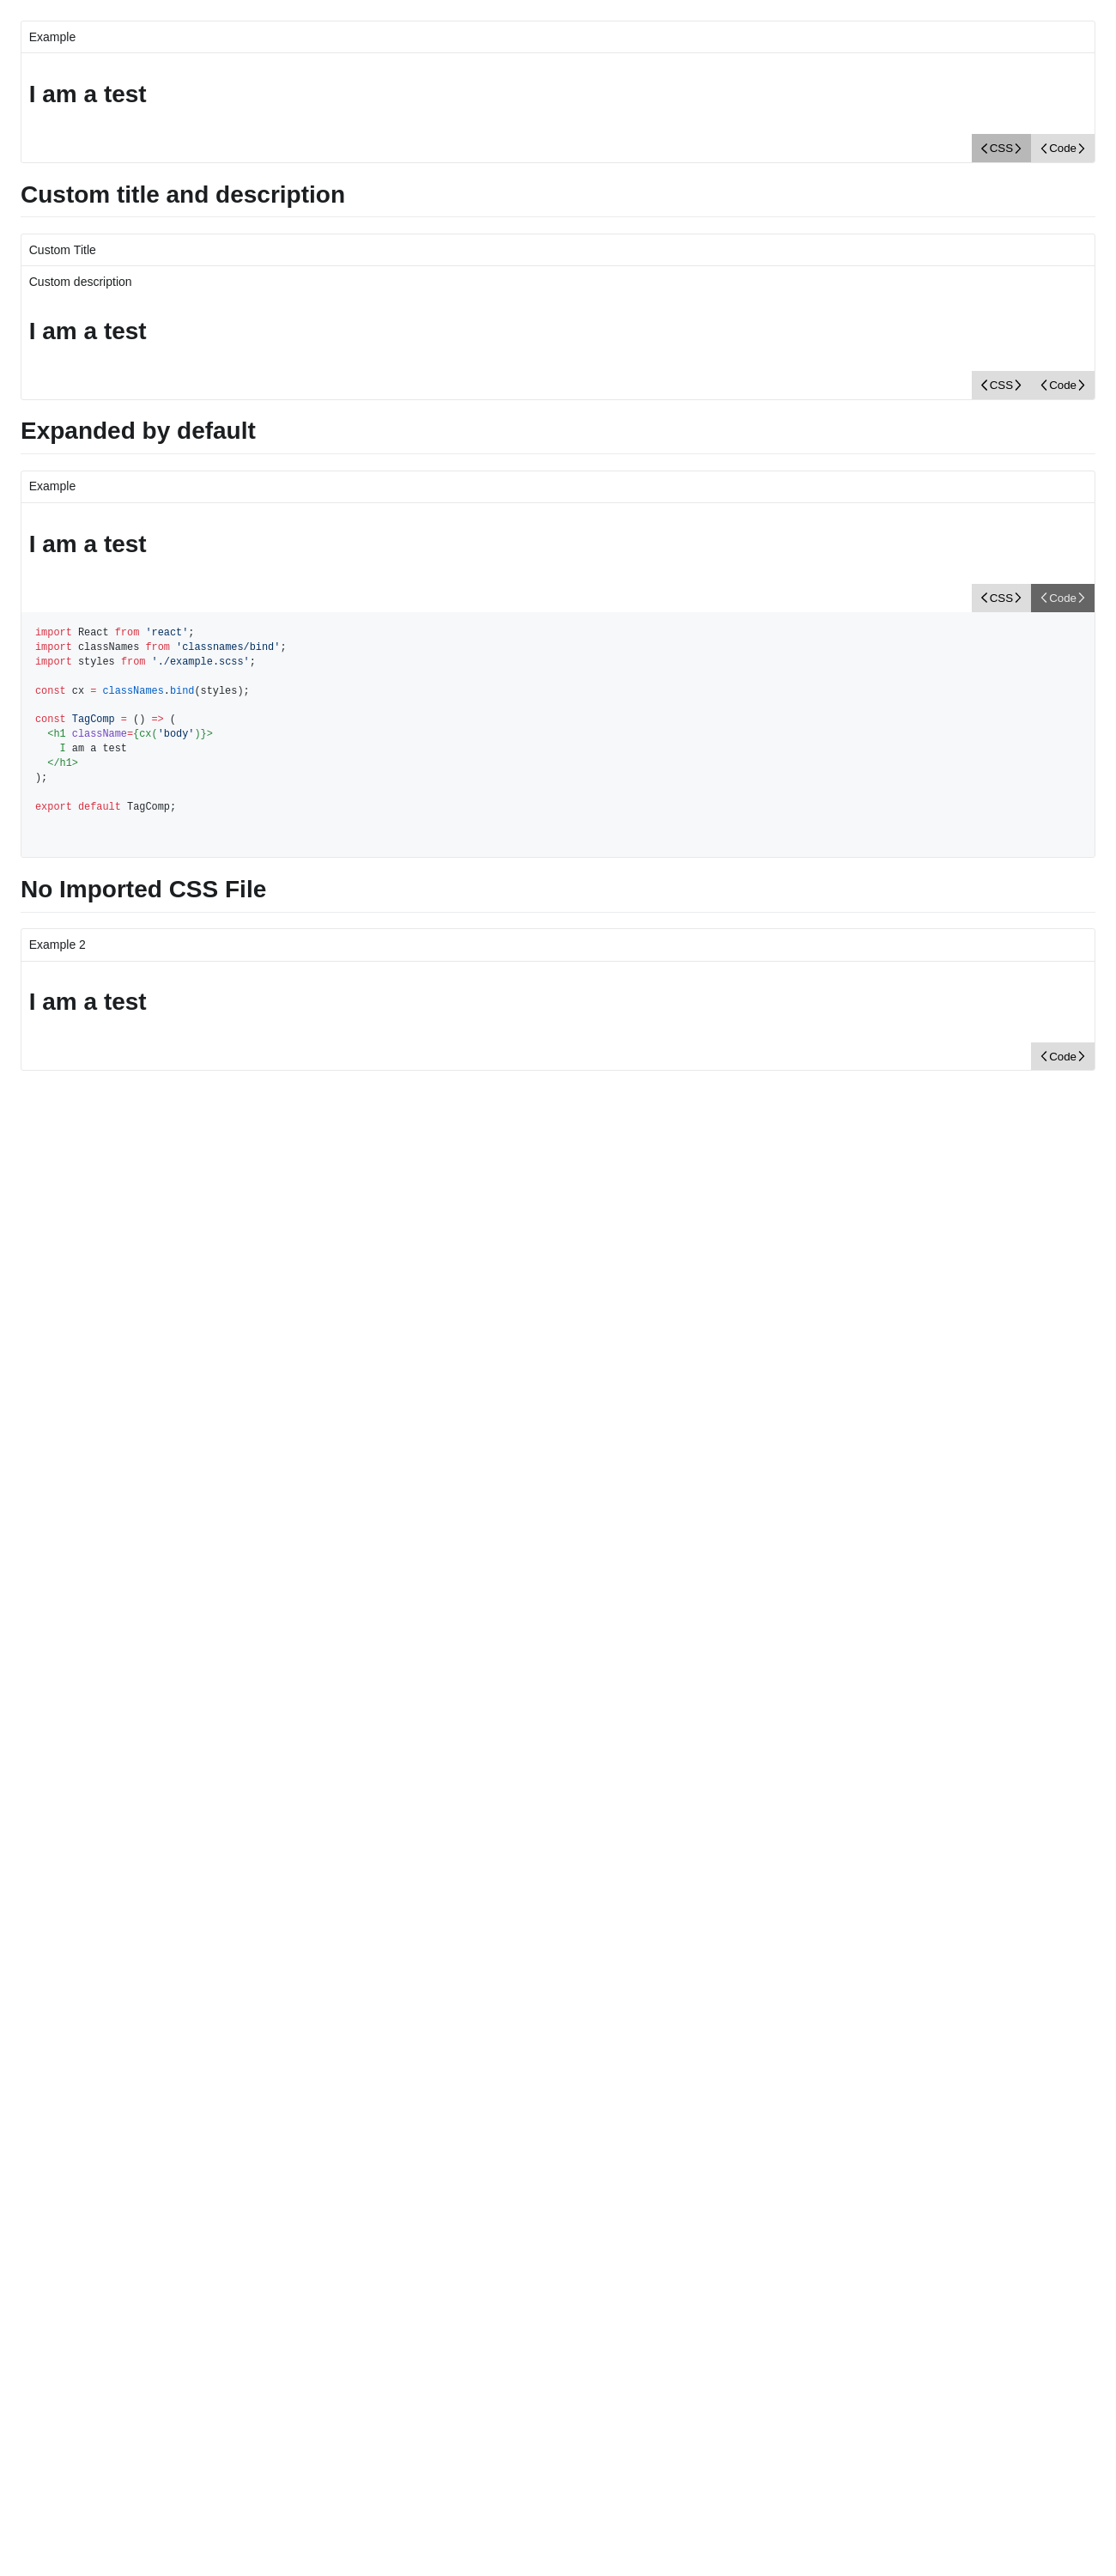 Example
I am a test
CSS Code
Custom title and description
Custom Title
Custom description
I am a test
CSS Code
Expanded by default
Example
I am a test
CSS Code
import React from 'react';
import classNames from 'classnames/bind';
import styles from './example.scss';
const cx = classNames.bind(styles);
const TagComp = () => (
  <h1 className={cx('body')}>
    I am a test
  </h1>
);
export default TagComp;
No Imported CSS File
Example 2
I am a test
Code